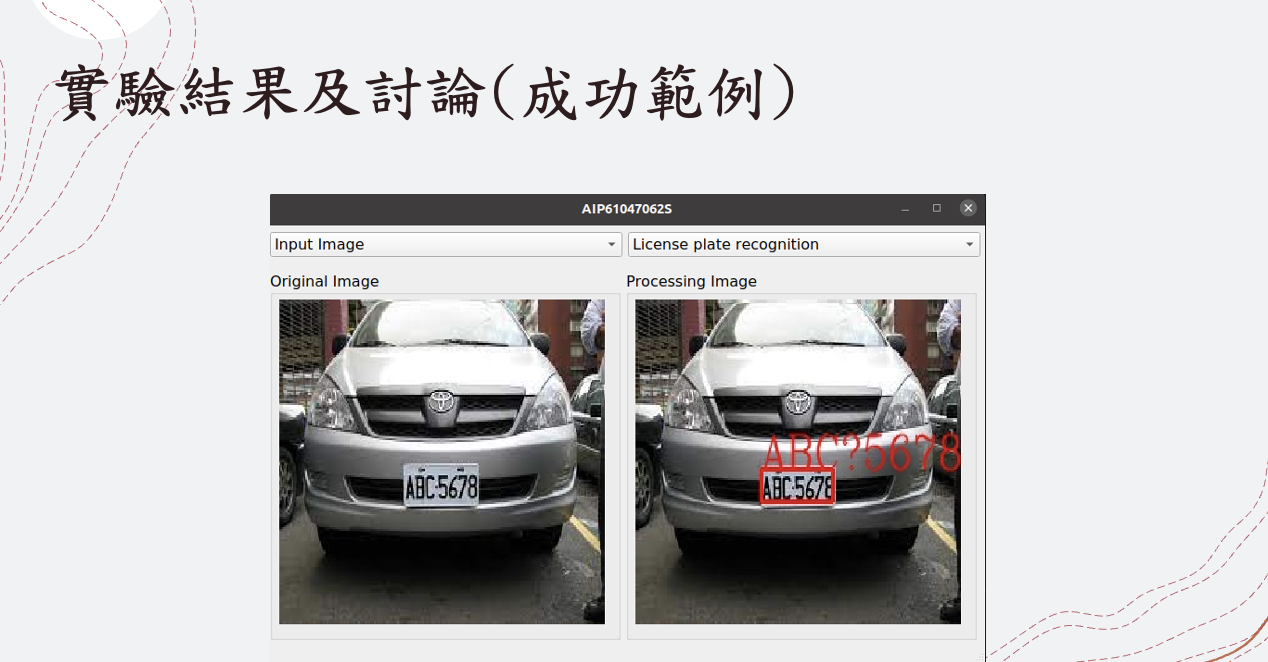 實驗結果及討論(成功範例)
AIP61047062S
Input Image
License plate recognition
Original Image
Processing Image
ABC-5678
ABC?5678
ABC-5678